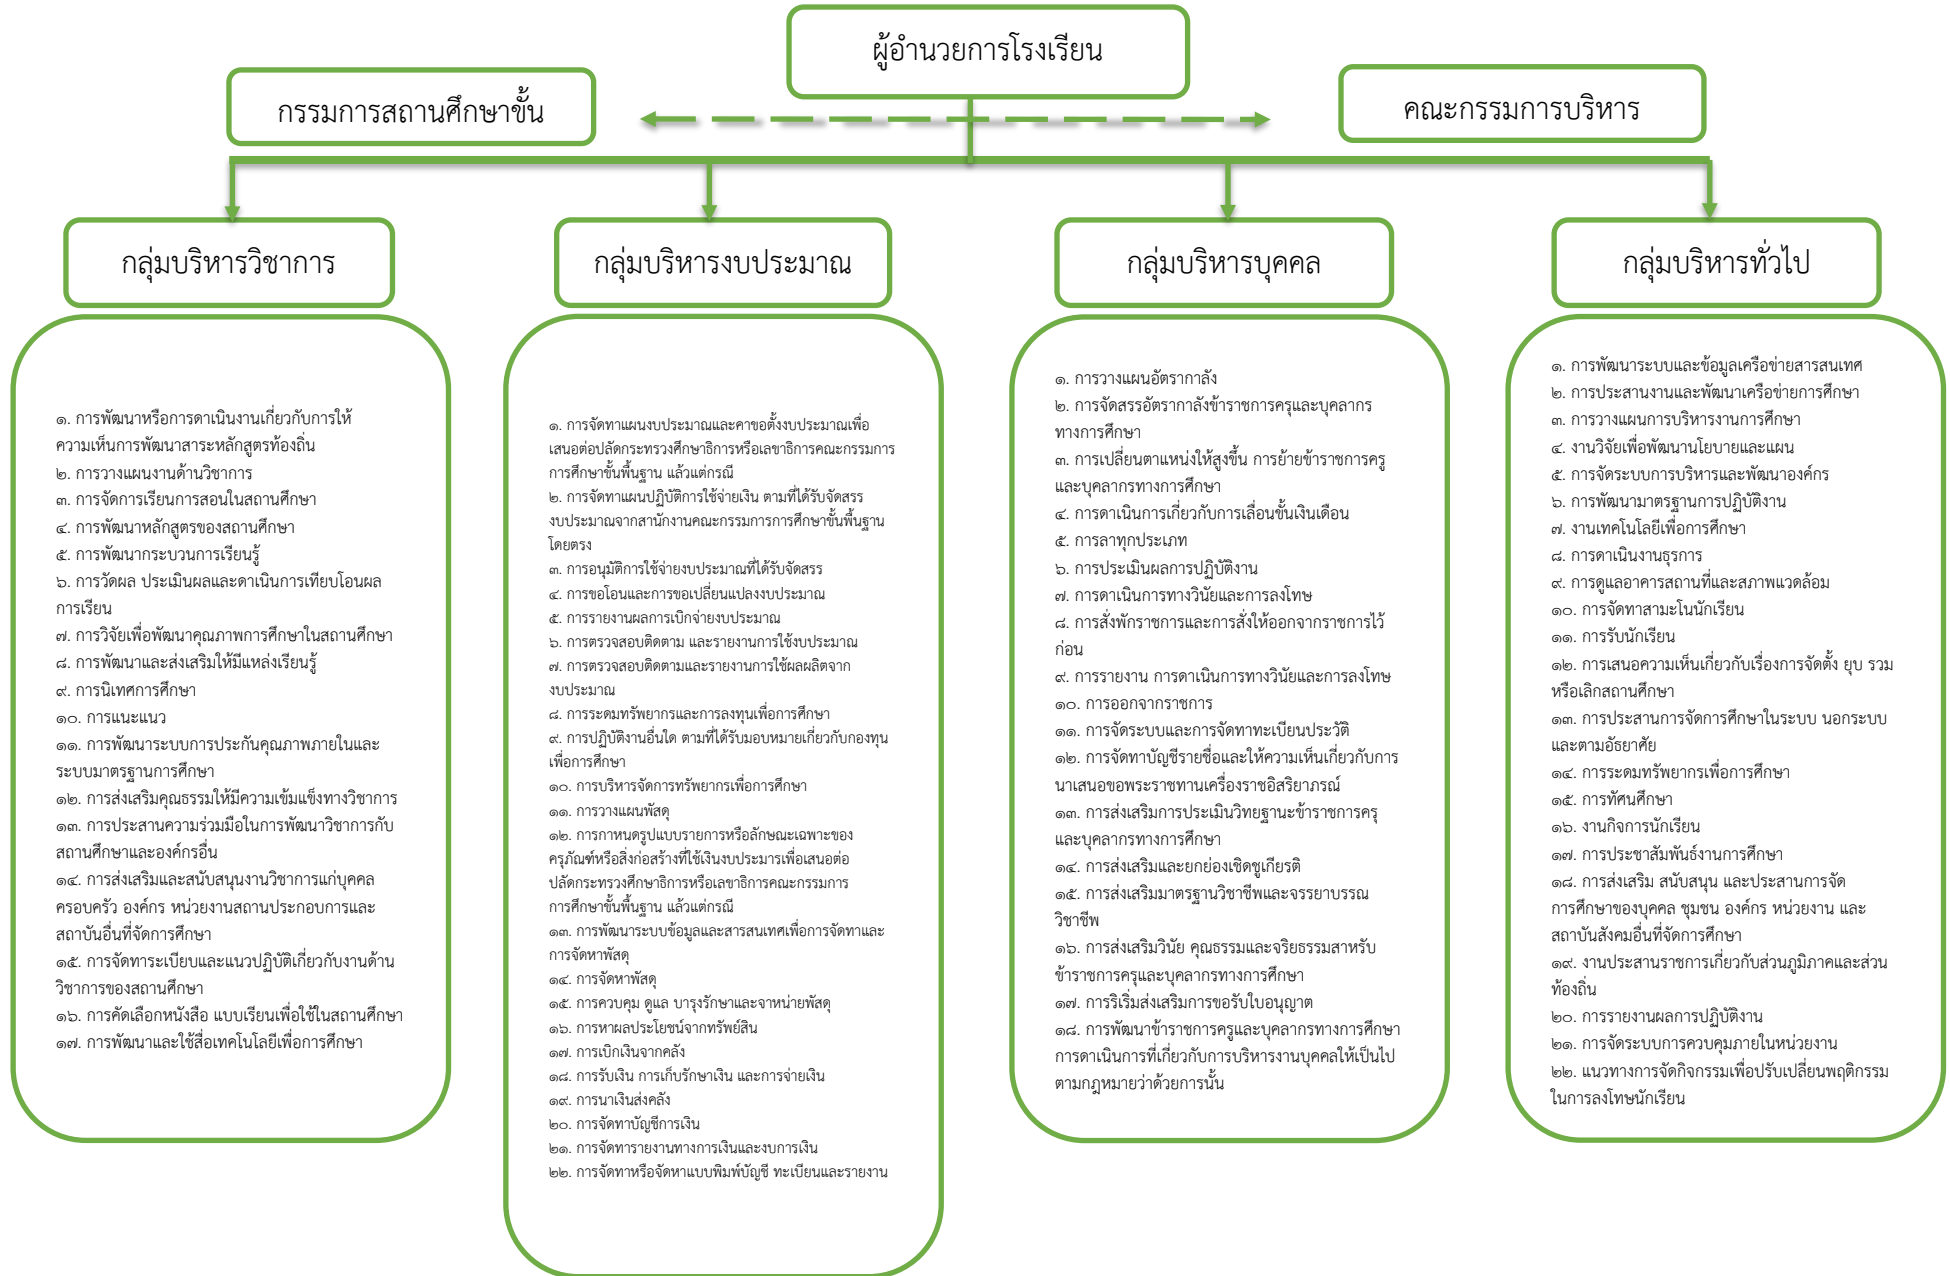 ผู้อำนวยการโรงเรียน
กรรมการสถานศึกษาขั้น
คณะกรรมการบริหาร
กลุ่มบริหารวิชาการ
กลุ่มบริหารงบประมาณ
กลุ่มบริหารบุคคล
กลุ่มบริหารทั่วไป
๑. การพัฒนาหรือการดาเนินงานเกี่ยวกับการให้
ความเห็นการพัฒนาสาระหลักสูตรท้องถิ่น
๒. การวางแผนงานด้านวิชาการ
๓. การจัดการเรียนการสอนในสถานศึกษา
๔. การพัฒนาหลักสูตรของสถานศึกษา
๕. การพัฒนากระบวนการเรียนรู้
๖. การวัดผล ประเมินผลและดาเนินการเทียบโอนผล
การเรียน
๗. การวิจัยเพื่อพัฒนาคุณภาพการศึกษาในสถานศึกษา
๘. การพัฒนาและส่งเสริมให้มีแหล่งเรียนรู้
๙. การนิเทศการศึกษา
๑๐. การแนะแนว
๑๑. การพัฒนาระบบการประกันคุณภาพภายในและ
ระบบมาตรฐานการศึกษา
๑๒. การส่งเสริมคุณธรรมให้มีความเข้มแข็งทางวิชาการ
๑๓. การประสานความร่วมมือในการพัฒนาวิชาการกับ
สถานศึกษาและองค์กรอื่น
๑๔. การส่งเสริมและสนับสนุนงานวิชาการแก่บุคคล
ครอบครัว องค์กร หน่วยงานสถานประกอบการและ
สถาบันอื่นที่จัดการศึกษา
๑๕. การจัดทาระเบียบและแนวปฏิบัติเกี่ยวกับงานด้าน
วิชาการของสถานศึกษา
๑๖. การคัดเลือกหนังสือ แบบเรียนเพื่อใช้ในสถานศึกษา
๑๗. การพัฒนาและใช้สื่อเทคโนโลยีเพื่อการศึกษา
๑. การจัดทาแผนงบประมาณและคาขอตั้งงบประมาณเพื่อ
เสนอต่อปลัดกระทรวงศึกษาธิการหรือเลขาธิการคณะกรรมการ
การศึกษาขั้นพื้นฐาน แล้วแต่กรณี
๒. การจัดทาแผนปฏิบัติการใช้จ่ายเงิน ตามที่ได้รับจัดสรร
งบประมาณจากสานักงานคณะกรรมการการศึกษาขั้นพื้นฐาน
โดยตรง
๓. การอนุมัติการใช้จ่ายงบประมาณที่ได้รับจัดสรร
๔. การขอโอนและการขอเปลี่ยนแปลงงบประมาณ
๕. การรายงานผลการเบิกจ่ายงบประมาณ
๖. การตรวจสอบติดตาม และรายงานการใช้งบประมาณ
๗. การตรวจสอบติดตามและรายงานการใช้ผลผลิตจาก
งบประมาณ
๘. การระดมทรัพยากรและการลงทุนเพื่อการศึกษา
๙. การปฏิบัติงานอื่นใด ตามที่ได้รับมอบหมายเกี่ยวกับกองทุน
เพื่อการศึกษา
๑๐. การบริหารจัดการทรัพยากรเพื่อการศึกษา
๑๑. การวางแผนพัสดุ
๑๒. การกาหนดรูปแบบรายการหรือลักษณะเฉพาะของ
ครุภัณฑ์หรือสิ่งก่อสร้างที่ใช้เงินงบประมารเพื่อเสนอต่อ
ปลัดกระทรวงศึกษาธิการหรือเลขาธิการคณะกรรมการ
การศึกษาขั้นพื้นฐาน แล้วแต่กรณี
๑๓. การพัฒนาระบบข้อมูลและสารสนเทศเพื่อการจัดทาและ
การจัดหาพัสดุ
๑๔. การจัดหาพัสดุ
๑๕. การควบคุม ดูแล บารุงรักษาและจาหน่ายพัสดุ
๑๖. การหาผลประโยชน์จากทรัพย์สิน
๑๗. การเบิกเงินจากคลัง
๑๘. การรับเงิน การเก็บรักษาเงิน และการจ่ายเงิน
๑๙. การนาเงินส่งคลัง
๒๐. การจัดทาบัญชีการเงิน
๒๑. การจัดทารายงานทางการเงินและงบการเงิน
๒๒. การจัดทาหรือจัดหาแบบพิมพ์บัญชี ทะเบียนและรายงาน
๑. การวางแผนอัตรากาลัง
๒. การจัดสรรอัตรากาลังข้าราชการครุและบุคลากร
ทางการศึกษา
๓. การเปลี่ยนตาแหน่งให้สูงขึ้น การย้ายข้าราชการครู
และบุคลากรทางการศึกษา
๔. การดาเนินการเกี่ยวกับการเลื่อนขั้นเงินเดือน
๕. การลาทุกประเภท
๖. การประเมินผลการปฏิบัติงาน
๗. การดาเนินการทางวินัยและการลงโทษ
๘. การสั่งพักราชการและการสั่งให้ออกจากราชการไว้
ก่อน
๙. การรายงาน การดาเนินการทางวินัยและการลงโทษ
๑๐. การออกจากราชการ
๑๑. การจัดระบบและการจัดทาทะเบียนประวัติ
๑๒. การจัดทาบัญชีรายชื่อและให้ความเห็นเกี่ยวกับการ
นาเสนอขอพระราชทานเครื่องราชอิสริยาภรณ์
๑๓. การส่งเสริมการประเมินวิทยฐานะข้าราชการครุ
และบุคลากรทางการศึกษา
๑๔. การส่งเสริมและยกย่องเชิดชูเกียรติ
๑๕. การส่งเสริมมาตรฐานวิชาชีพและจรรยาบรรณ
วิชาชีพ
๑๖. การส่งเสริมวินัย คุณธรรมและจริยธรรมสาหรับ
ข้าราชการครุและบุคลากรทางการศึกษา
๑๗. การริเริ่มส่งเสริมการขอรับใบอนุญาต
๑๘. การพัฒนาข้าราชการครูและบุคลากรทางการศึกษา
การดาเนินการที่เกี่ยวกับการบริหารงานบุคคลให้เป็นไป
ตามกฎหมายว่าด้วยการนั้น
๑. การพัฒนาระบบและข้อมูลเครือข่ายสารสนเทศ
๒. การประสานงานและพัฒนาเครือข่ายการศึกษา
๓. การวางแผนการบริหารงานการศึกษา
๔. งานวิจัยเพื่อพัฒนานโยบายและแผน
๕. การจัดระบบการบริหารและพัฒนาองค์กร
๖. การพัฒนามาตรฐานการปฏิบัติงาน
๗. งานเทคโนโลยีเพื่อการศึกษา
๘. การดาเนินงานธุรการ
๙. การดูแลอาคารสถานที่และสภาพแวดล้อม
๑๐. การจัดทาสามะโนนักเรียน
๑๑. การรับนักเรียน
๑๒. การเสนอความเห็นเกี่ยวกับเรื่องการจัดตั้ง ยุบ รวม
หรือเลิกสถานศึกษา
๑๓. การประสานการจัดการศึกษาในระบบ นอกระบบ
และตามอัธยาศัย
๑๔. การระดมทรัพยากรเพื่อการศึกษา
๑๕. การทัศนศึกษา
๑๖. งานกิจการนักเรียน
๑๗. การประชาสัมพันธ์งานการศึกษา
๑๘. การส่งเสริม สนับสนุน และประสานการจัด
การศึกษาของบุคคล ชุมชน องค์กร หน่วยงาน และ
สถาบันสังคมอื่นที่จัดการศึกษา
๑๙. งานประสานราชการเกี่ยวกับส่วนภูมิภาคและส่วน
ท้องถิ่น
๒๐. การรายงานผลการปฏิบัติงาน
๒๑. การจัดระบบการควบคุมภายในหน่วยงาน
๒๒. แนวทางการจัดกิจกรรมเพื่อปรับเปลี่ยนพฤติกรรม
ในการลงโทษนักเรียน